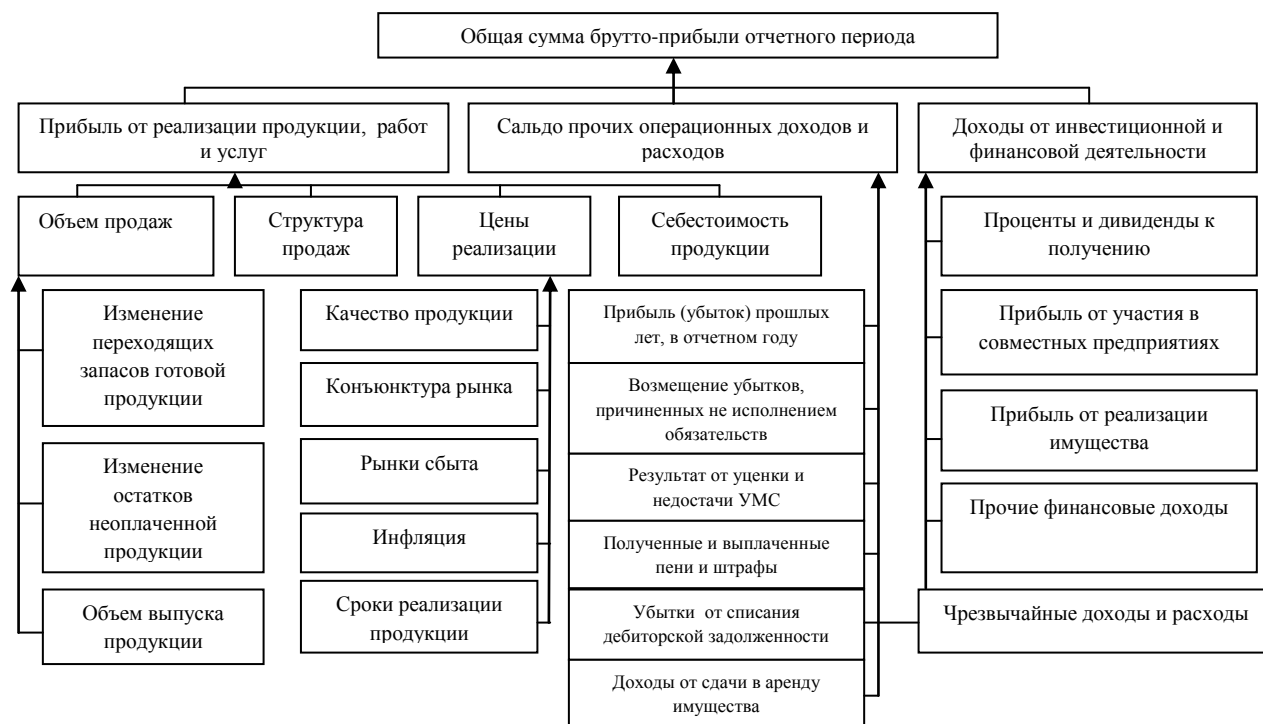 Общая сумма брутто-прибыли отчетного периода
Прибыль от реализации продукции, работ
и услуг
Сальдо прочих операционных доходов и
расходов
Доходы от инвестиционной и
финансовой деятельности
Объем продаж
Структура
продаж
Цены
реализации
Себестоимость
продукции
Изменение
переходящих
запасов готовой
продукции
Изменение
остатков
неоплаченной
продукции
Объем выпуска
продукции
Качество продукции
Конъюнктура рынка
Рынки сбыта
Инфляция
Сроки реализации
продукции
Прибыль (убыток) прошлых
лет, в отчетном году
Возмещение убытков,
причиненных не исполнением
обязательств
Результат от уценки и
недостачи УМС
Полученные и выплаченные
пени и штрафы
Убытки от списания
дебиторской задолженности
Доходы от сдачи в аренду
имущества
Проценты и дивиденды к
получению
Прибыль от участия в
совместных предприятиях
Прибыль от реализации
имущества
Прочие финансовые доходы
Чрезвычайные доходы и расходы